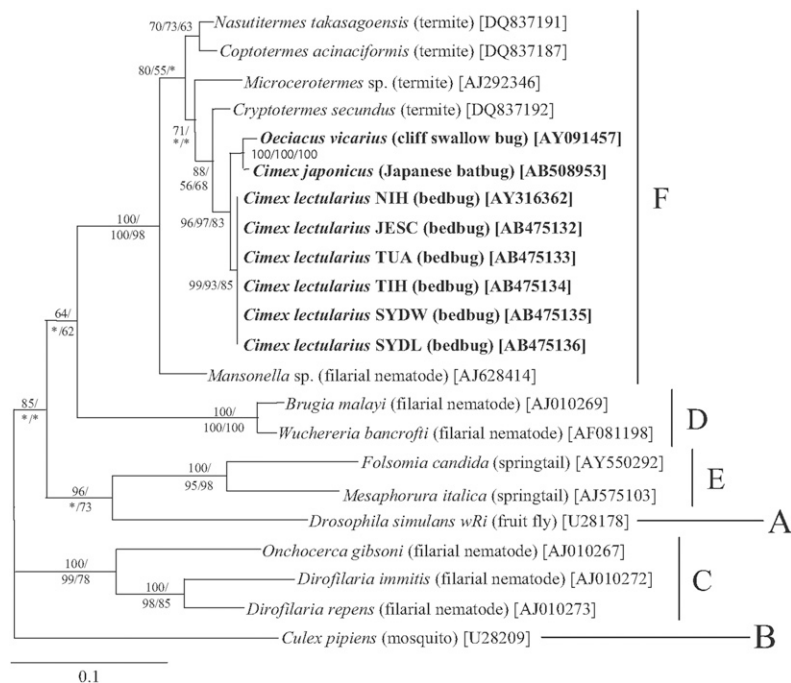 70/73/63
Nasutitermes takasagoensis (termite) [DQ837191]
Coptotermes acinaciformis (termite) [DQ837187]
80/55/*
Microcerotermes sp. (termite) [AJ292346]
Cryptotermes secundus (termite) [DQ837192]
71/
*/*
Oeciacus vicarius (cliff swallow bug) [AY091457]
100/100/100
Cimex japonicus (Japanese batbug) [AB508953]
88/
56/68
Cimex lectularius NIH (bedbug) [AY316362]
F
96/97/83
Cimex lectularius JESC (bedbug) [AB475132]
100/
100/98
Cimex lectularius TUA (bedbug) [AB475133]
99/93/85
Cimex lectularius TIH (bedbug) [AB475134]
Cimex lectularius SYDW (bedbug) [AB475135]
64/
*/62
Cimex lectularius SYDL (bedbug) [AB475136]
Mansonella sp. (filarial nematode) [AJ628414]
85/
*/*
Brugia malayi (filarial nematode) [AJ010269]
100/
100/100
D
Wuchereria bancrofti (filarial nematode) [AF081198]
Folsomia candida (springtail) [AY550292]
100/
95/98
E
96/
*/73
Mesaphorura italica (springtail) [AJ575103]
Drosophila simulans wRi (fruit fly) [U28178]
A
Onchocerca gibsoni (filarial nematode) [AJ010267]
100/
99/78
Dirofilaria immitis (filarial nematode) [AJ010272]
C
100/
98/85
Dirofilaria repens (filarial nematode) [AJ010273]
Culex pipiens (mosquito) [U28209]
B
0.1